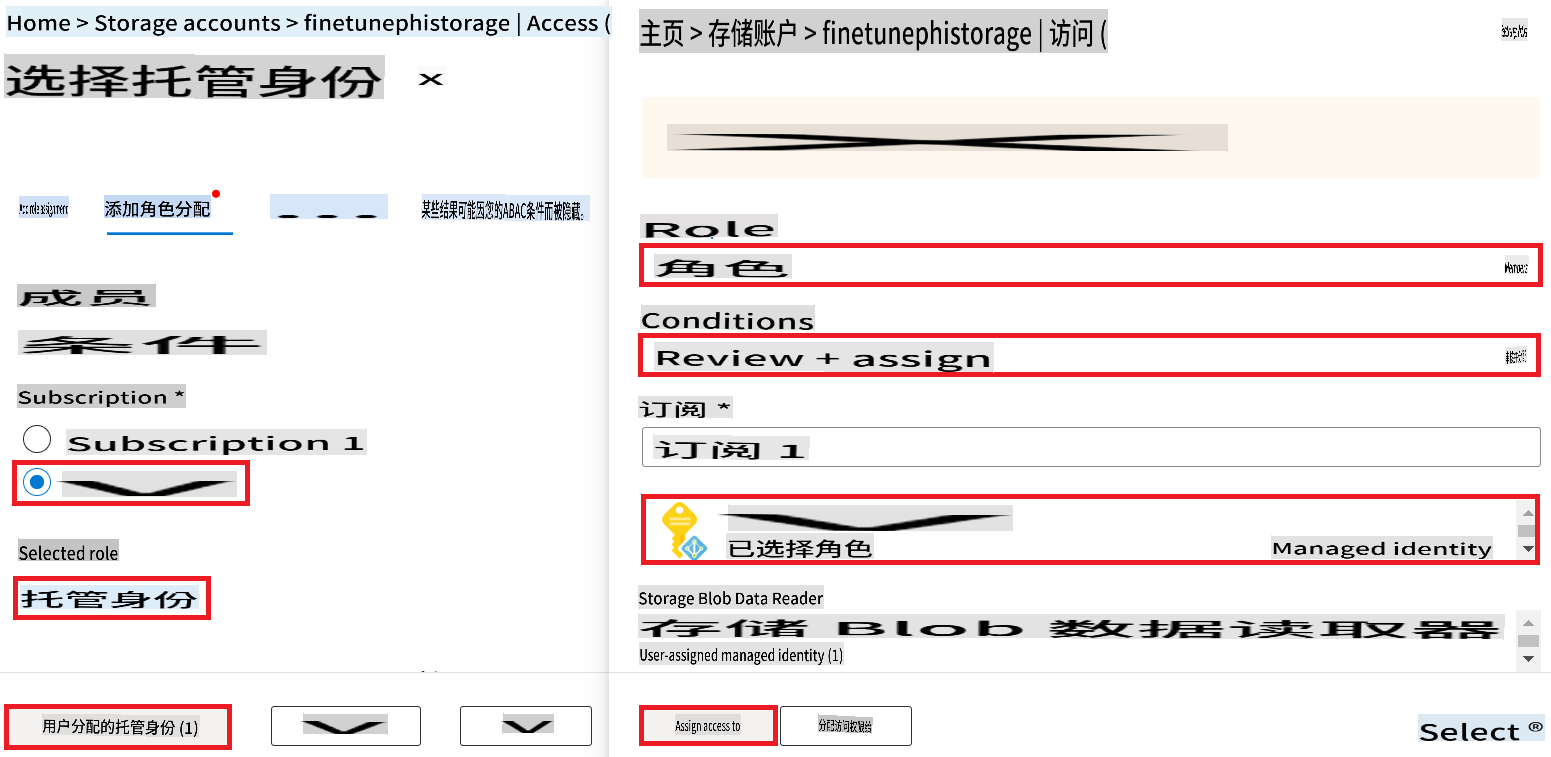 Home > Storage accounts > finetunephistorage | Access (
选择托管身份
添加角色分配
某些结果可能因您的ABAC条件而被隐藏。
成员
条件
Subscription *
Subscription 1
Selected role
托管身份
用户分配的托管身份 (1)
主页 > 存储账户 > finetunephistorage | 访问 (
Role
角色
Members
Conditions
Review + assign
订阅 *
订阅 1
已选择角色
Managed identity
Storage Blob Data Reader
存储 Blob 数据读取器
User-assigned managed identity (1)
Assign access to
分配访问权限给
Select ®